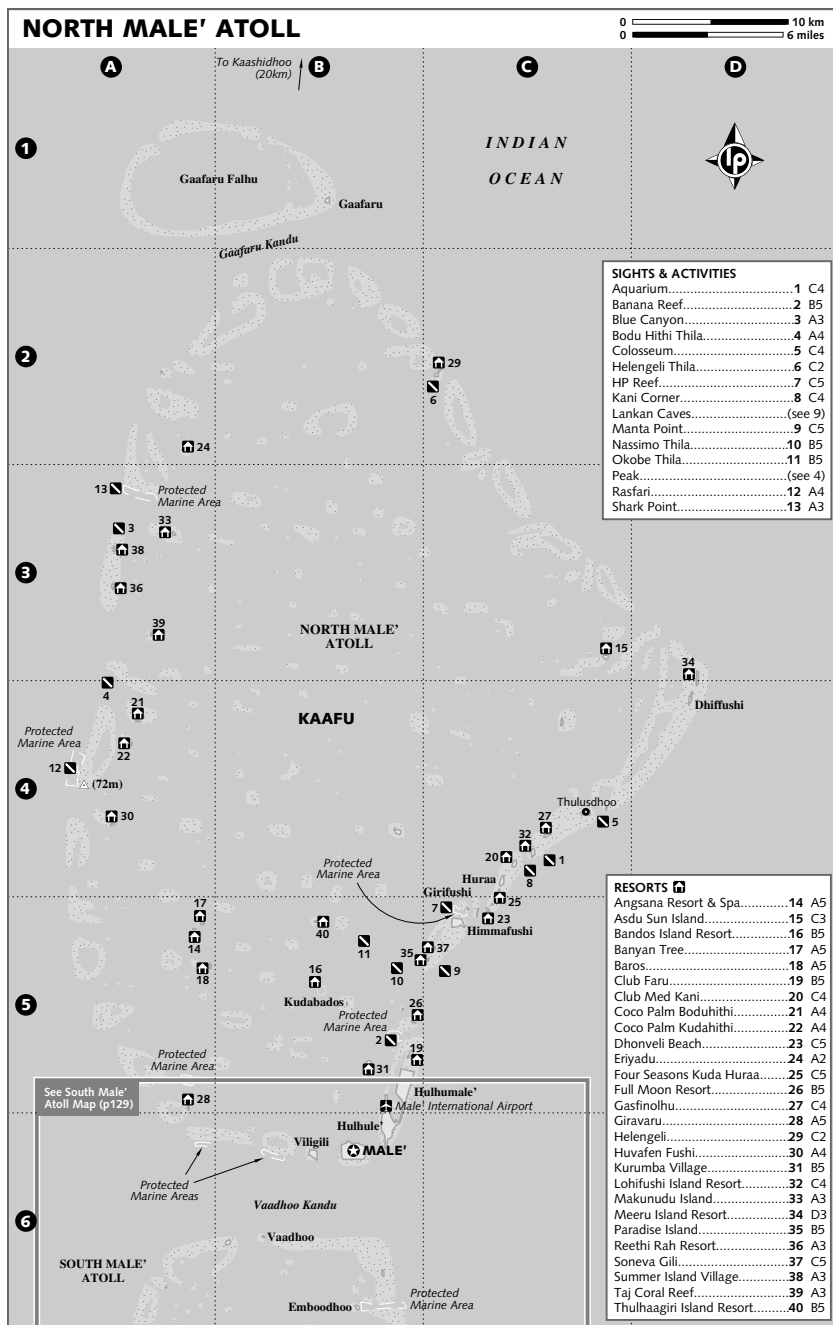 NORTH MALE' ATOLL
0 10 km
0 6 miles
A
B
C
D
To Kaashidhoo
(20km)
1
INDIAN
OCEAN
lp
Gaafaru Falhu
Gaafaru
Gaafaru Kandu
SIGHTS & ACTIVITIES
Aquarium..............................1 C4
Banana Reef..........................2 B5
Blue Canyon..........................3 A3
Bodu Hithi Thila.....................4 A4
Colosseum............................5 C4
Helengeli Thila.......................6 C2
HP Reef................................7 C5
Kani Corner...........................8 C4
Lankan Caves......................(see 9)
Manta Point..........................9 C5
Nassimo Thila.......................10 B5
Okobe Thila..........................11 B5
Peak..................................(see 4)
Rasfari................................12 A4
Shark Point..........................13 A3
2
29
6
24
13
Protected
Marine Area
3
33
38
3
36
39
NORTH MALE'
ATOLL
15
34
Dhiffushi
4
21
KAAFU
Protected
Marine Area
22
12
(72m)
4
30
Thulusdhoo
5
27
32
20
1
8
Protected
Marine Area
Huraa
Girifushi
25
7
23
Himmafushi
17
40
14
11
37
35
18
16
10
9
Kudabados
5
26
Protected
Marine Area
2
19
31
Protected
Marine Area
See South Male'
Atoll Map (p129)
28
Hulhumale'
Male' International Airport
Hulhule'
Viligili
MALE'
Protected
Marine Areas
Vaadhoo Kandu
6
Vaadhoo
SOUTH MALE'
ATOLL
Emboodhoo
Protected
Marine Area
RESORTS
Angsana Resort & Spa............14 A5
Asdu Sun Island....................15 C3
Bandos Island Resort..............16 B5
Banyan Tree.........................17 A5
Baros..................................18 A5
Club Faru.............................19 B5
Club Med Kani......................20 C4
Coco Palm Boduhithi..............21 A4
Coco Palm Kudahithi..............22 A4
Dhonveli Beach.....................23 C5
Eriyadu................................24 A2
Four Seasons Kuda Huraa........25 C5
Full Moon Resort...................26 B5
Gasfinolhu...........................27 C4
Giravaru..............................28 A5
Helengeli.............................29 C2
Huvafen Fushi......................30 A4
Kurumba Village...................31 B5
Lohifushi Island Resort...........32 C4
Makunudu Island..................33 A3
Meeru Island Resort...............34 D3
Paradise Island......................35 B5
Reethi Rah Resort..................36 A3
Soneva Gili...........................37 C5
Summer Island Village............38 A3
Taj Coral Reef.......................39 A3
Thulhaagiri Island Resort.........40 B5